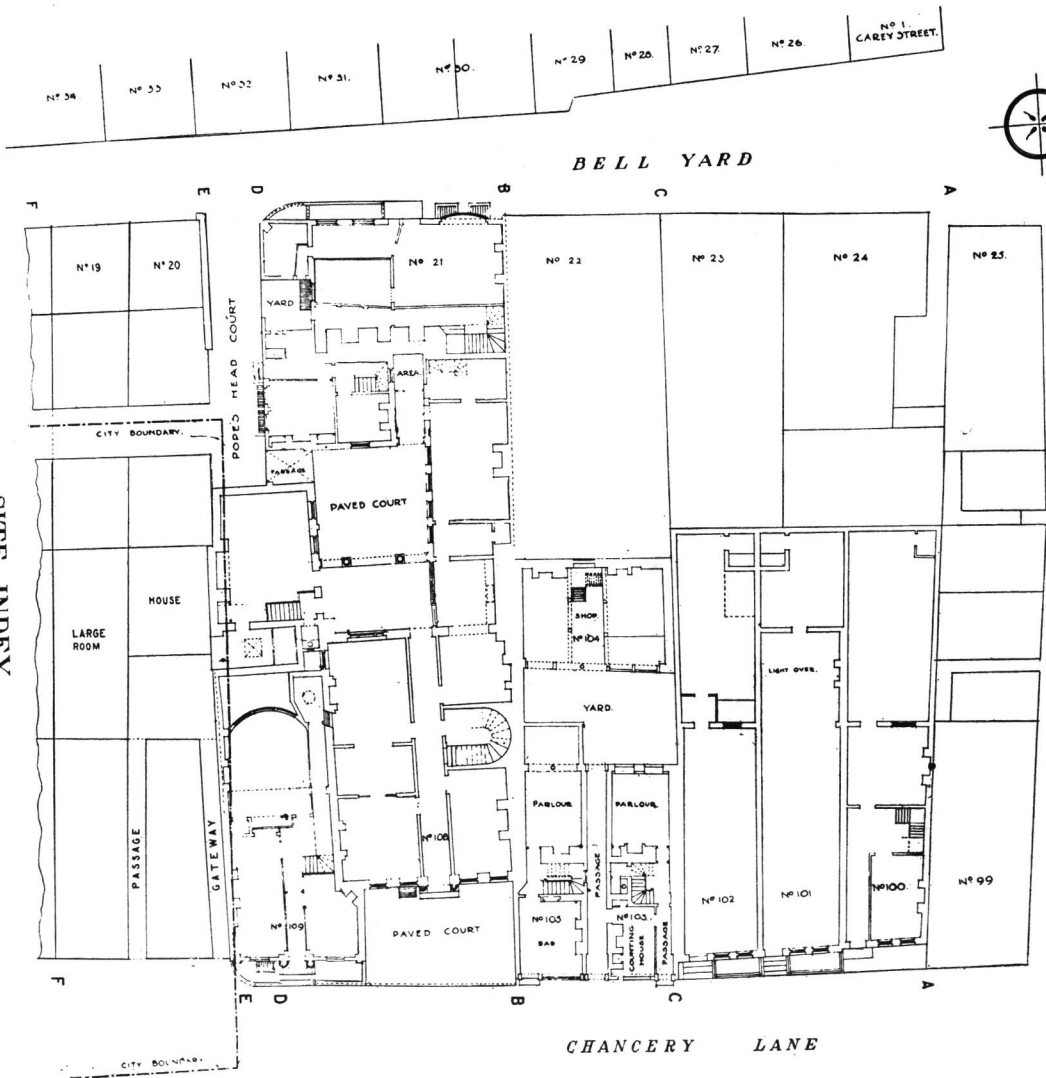 Nº 34.
Nº 33
Nº 32
Nº 31.
Nº 30.
Nº 29
Nº 28.
Nº 27.
Nº 26.
Nº 1.
CAREY STREET.
BELL YARD
F
E
D
B
C
A
Nº 19
Nº 20
Nº 21
Nº 22
Nº 23
Nº 24
Nº 25.
YARD
POPES HEAD COURT
AREA
CITY BOUNDARY.
PASSAGE
PAVED COURT
SITE INDEX
HOUSE
LARGE
ROOM
SHOP.
Nº 104
LIGHT OVER.
YARD.
PARLOUR
PARLOUR
Nº 108
PASSAGE
GATEWAY
PASSAGE
Nº 109
PAVED COURT
Nº 105
BAR
Nº 103.
COUNTING
HOUSE
PASSAGE
Nº 102
Nº 101
Nº 100.
Nº 99
F
E
D
B
C
A
CITY BOUNDARY.
CHANCERY LANE